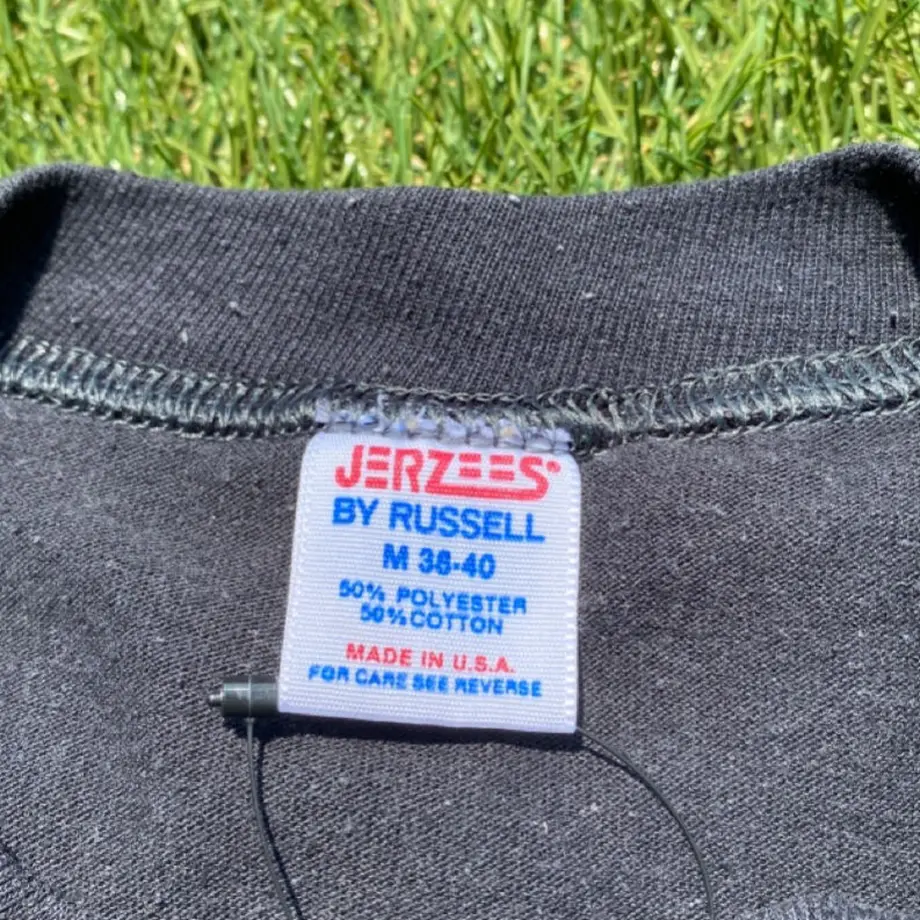 JERZEES
BY RUSSELL
M 38-40
50% POLYESTER
50% COTTON
MADE IN U.S.A.
FOR CARE SEE REVERSE